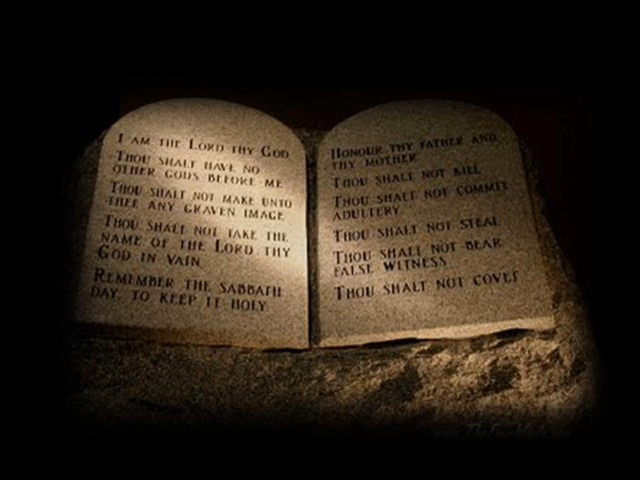 I AM THE LORD THY GOD
THOU SHALT HAVE NO
OTHER GODS BEFORE ME
THOU SHALT NOT MAKE UNTO
THEE ANY GRAVEN IMAGE
THOU SHALT NOT TAKE THE
NAME OF THE LORD THY
GOD IN VAIN
REMEMBER THE SABBATH
DAY, TO KEEP IT HOLY
HONOUR THY FATHER AND
THY MOTHER
THOU SHALT NOT KILL
THOU SHALT NOT COMMIT
ADULTERY
THOU SHALT NOT STEAL
THOU SHALT NOT BEAR
FALSE WITNESS
THOU SHALT NOT COVET